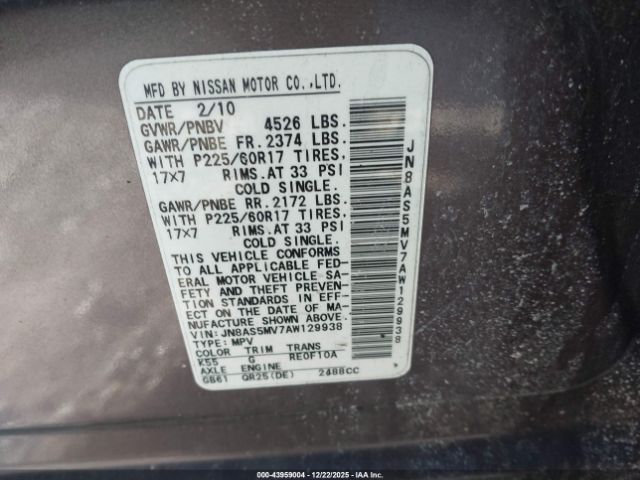 MFD BY NISSAN MOTOR CO.,LTD.
DATE 2/10
GVWR/PNBV 4526 LBS.
GAWR/PNBE FR.2374 LBS.
WITH P225/60R17 TIRES,
17×7 RIMS.AT 33 PSI
COLD SINGLE.
GAWR/PNBE RR.2172 LBS.
WITH P225/60R17 TIRES,
17×7 RIMS.AT 33 PSI
COLD SINGLE.
THIS VEHICLE CONFORMS
TO ALL APPLICABLE FED-
ERAL MOTOR VEHICLE SA-
FETY AND THEFT PREVEN-
TION STANDARDS IN EFF-
ECT ON THE DATE OF MA-
NUFACTURE SHOWN ABOVE.
VIN: JN8AS5MV7AW129938
TYPE: MPV
COLOR TRIM TRANS
K55 G RE0F10A
AXLE ENGINE
GB61 QR25(DE) 2488CC
JN8AS5MV7AW129938
000-43959004 - 12/22/2025 - IAA Inc.